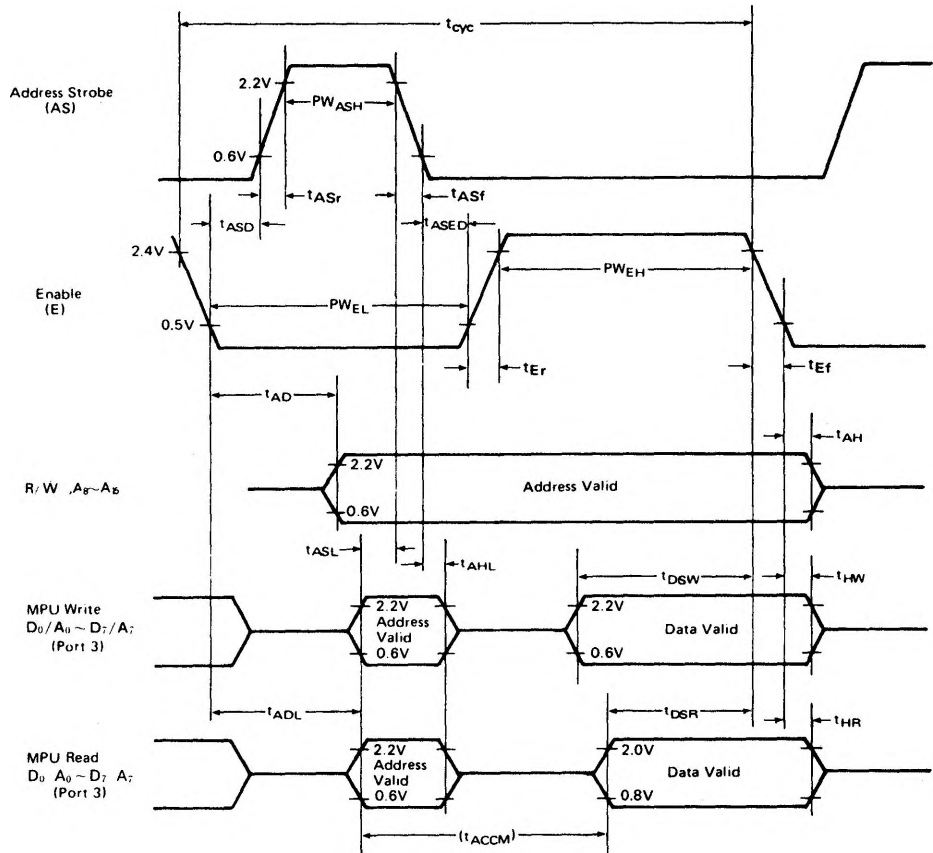 tcyc
Address Strobe
(AS)
2.2V
PWASH
0.6V
tASr
tASf
tASD
tASED
2.4V
Enable
(E)
PWEH
PWEL
0.5V
tEr
tEf
tAD
tAH
2.2V
R/W ,A8~A15
Address Valid
0.6V
tASL
tAHL
tDSW
tHW
MPU Write
D0/A0 ~ D7/A7
(Port 3)
2.2V
Address
Valid
0.6V
2.2V
Data Valid
0.6V
tADL
tDSR
tHR
MPU Read
D0 A0 ~ D7 A7
(Port 3)
2.2V
Address
Valid
0.6V
2.0V
Data Valid
0.8V
(tACCM)